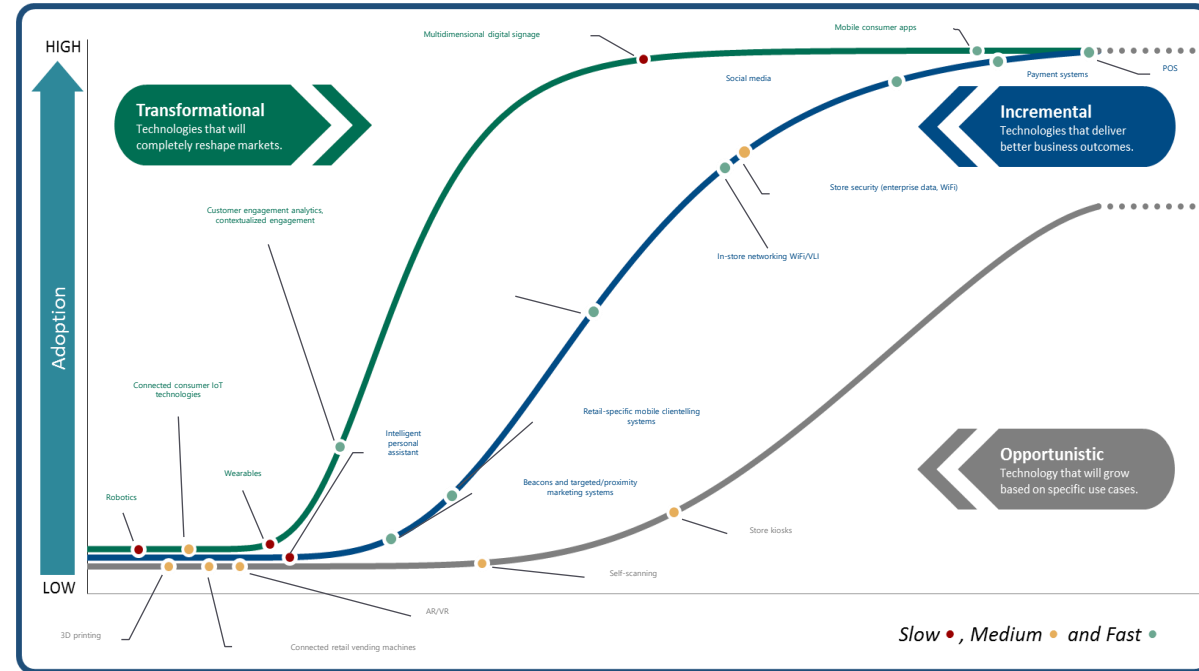 HIGH
Multidimensional digital signage
Mobile consumer apps
Social media
Payment systems
POS
Transformational
Technologies that will
completely reshape markets.
Incremental
Technologies that deliver
better business outcomes.
Store security (enterprise data, WiFi)
Customer engagement analytics,
contextualized engagement
In-store networking WiFi/VLI
Adoption
Connected consumer IoT
technologies
Retail-specific mobile clientelling
systems
Intelligent
personal
assistant
Wearables
Beacons and targeted/proximity
marketing systems
Opportunistic
Technology that will grow
based on specific use cases.
Robotics
Store kiosks
Self-scanning
LOW
AR/VR
3D printing
Connected retail vending machines
Slow , Medium and Fast